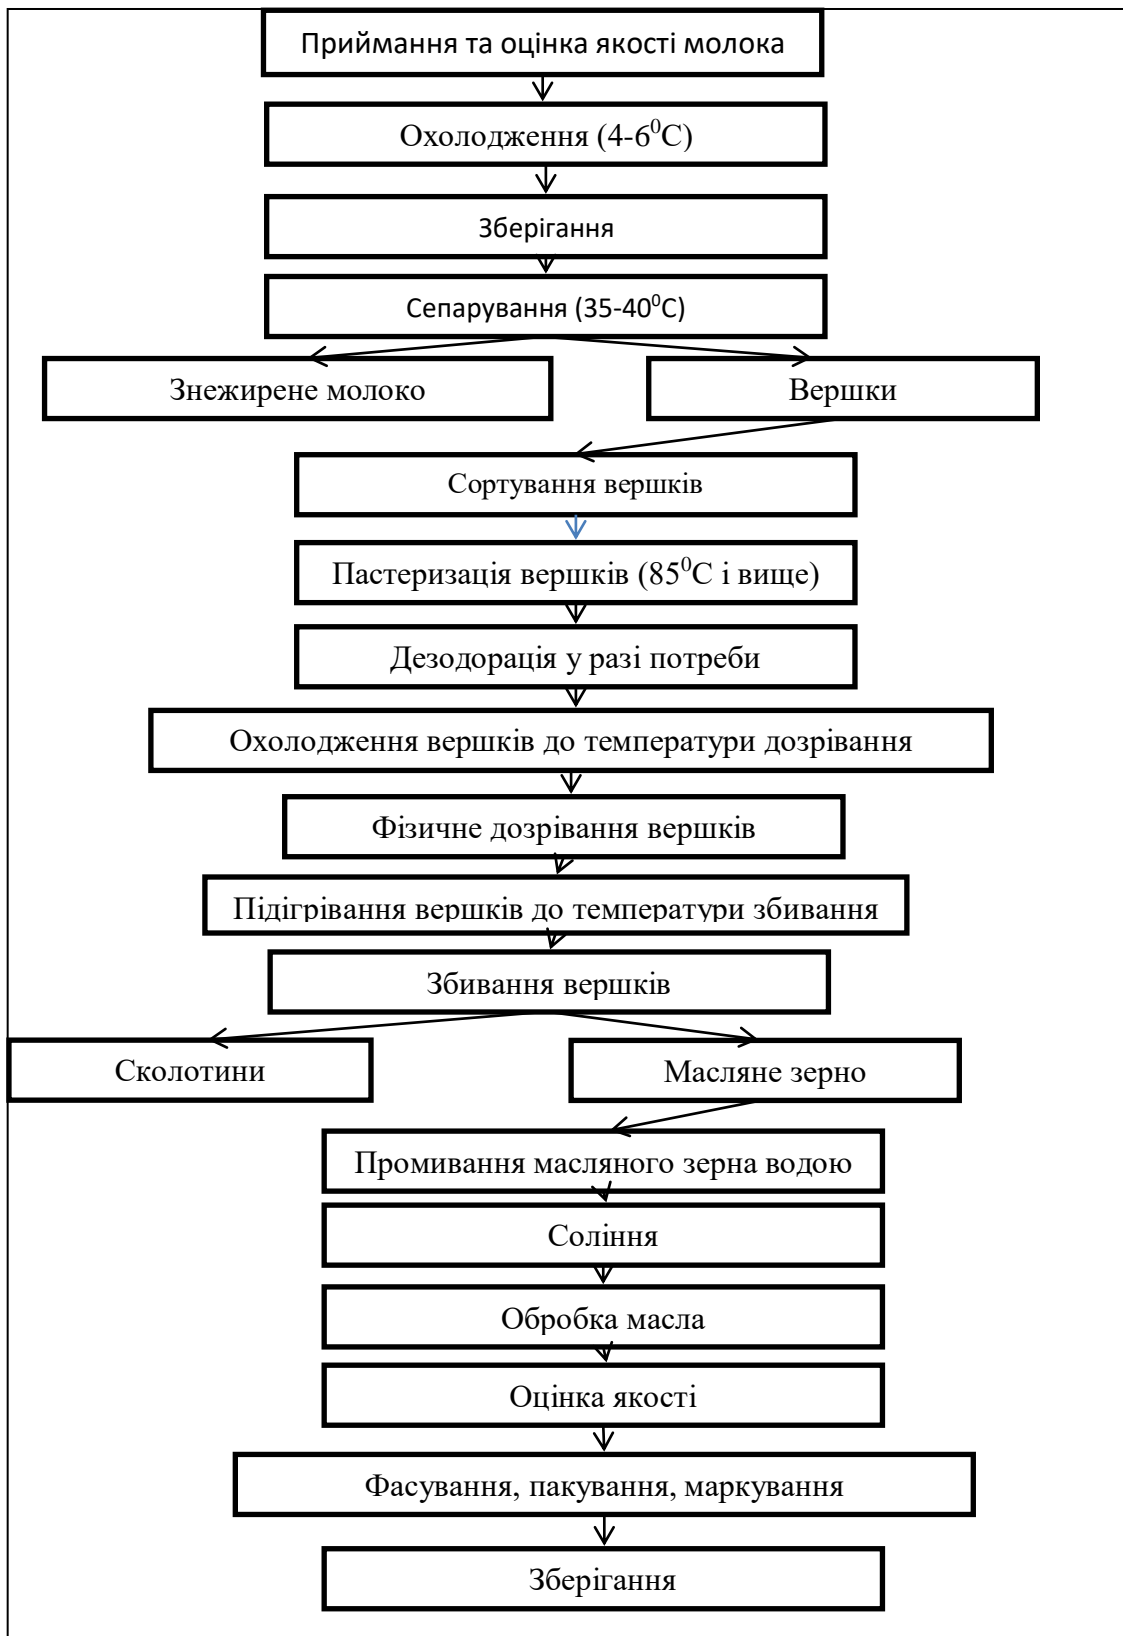 Приймання та оцінка якості молока
Охолодження (4-6⁰С)
Зберігання
Сепарування (35-40⁰С)
Знежирене молоко
Вершки
Сортування вершків
Пастеризація вершків (85⁰С і вище)
Дезодорація у разі потреби
Охолодження вершків до температури дозрівання
Фізичне дозрівання вершків
Підігрівання вершків до температури збивання
Збивання вершків
Сколотини
Масляне зерно
Промивання масляного зерна водою
Соління
Обробка масла
Оцінка якості
Фасування, пакування, маркування
Зберігання